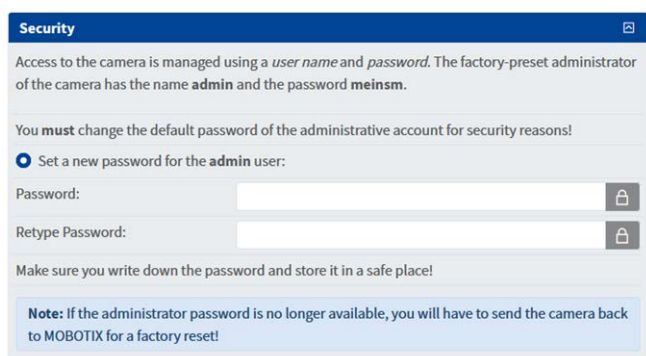 Security
Access to the camera is managed using a user name and password. The factory-preset administrator
of the camera has the name admin and the password meinsm.
You must change the default password of the administrative account for security reasons!
Set a new password for the admin user:
Password:
Retype Password:
Make sure you write down the password and store it in a safe place!
Note: If the administrator password is no longer available, you will have to send the camera back
to MOBOTIX for a factory reset!